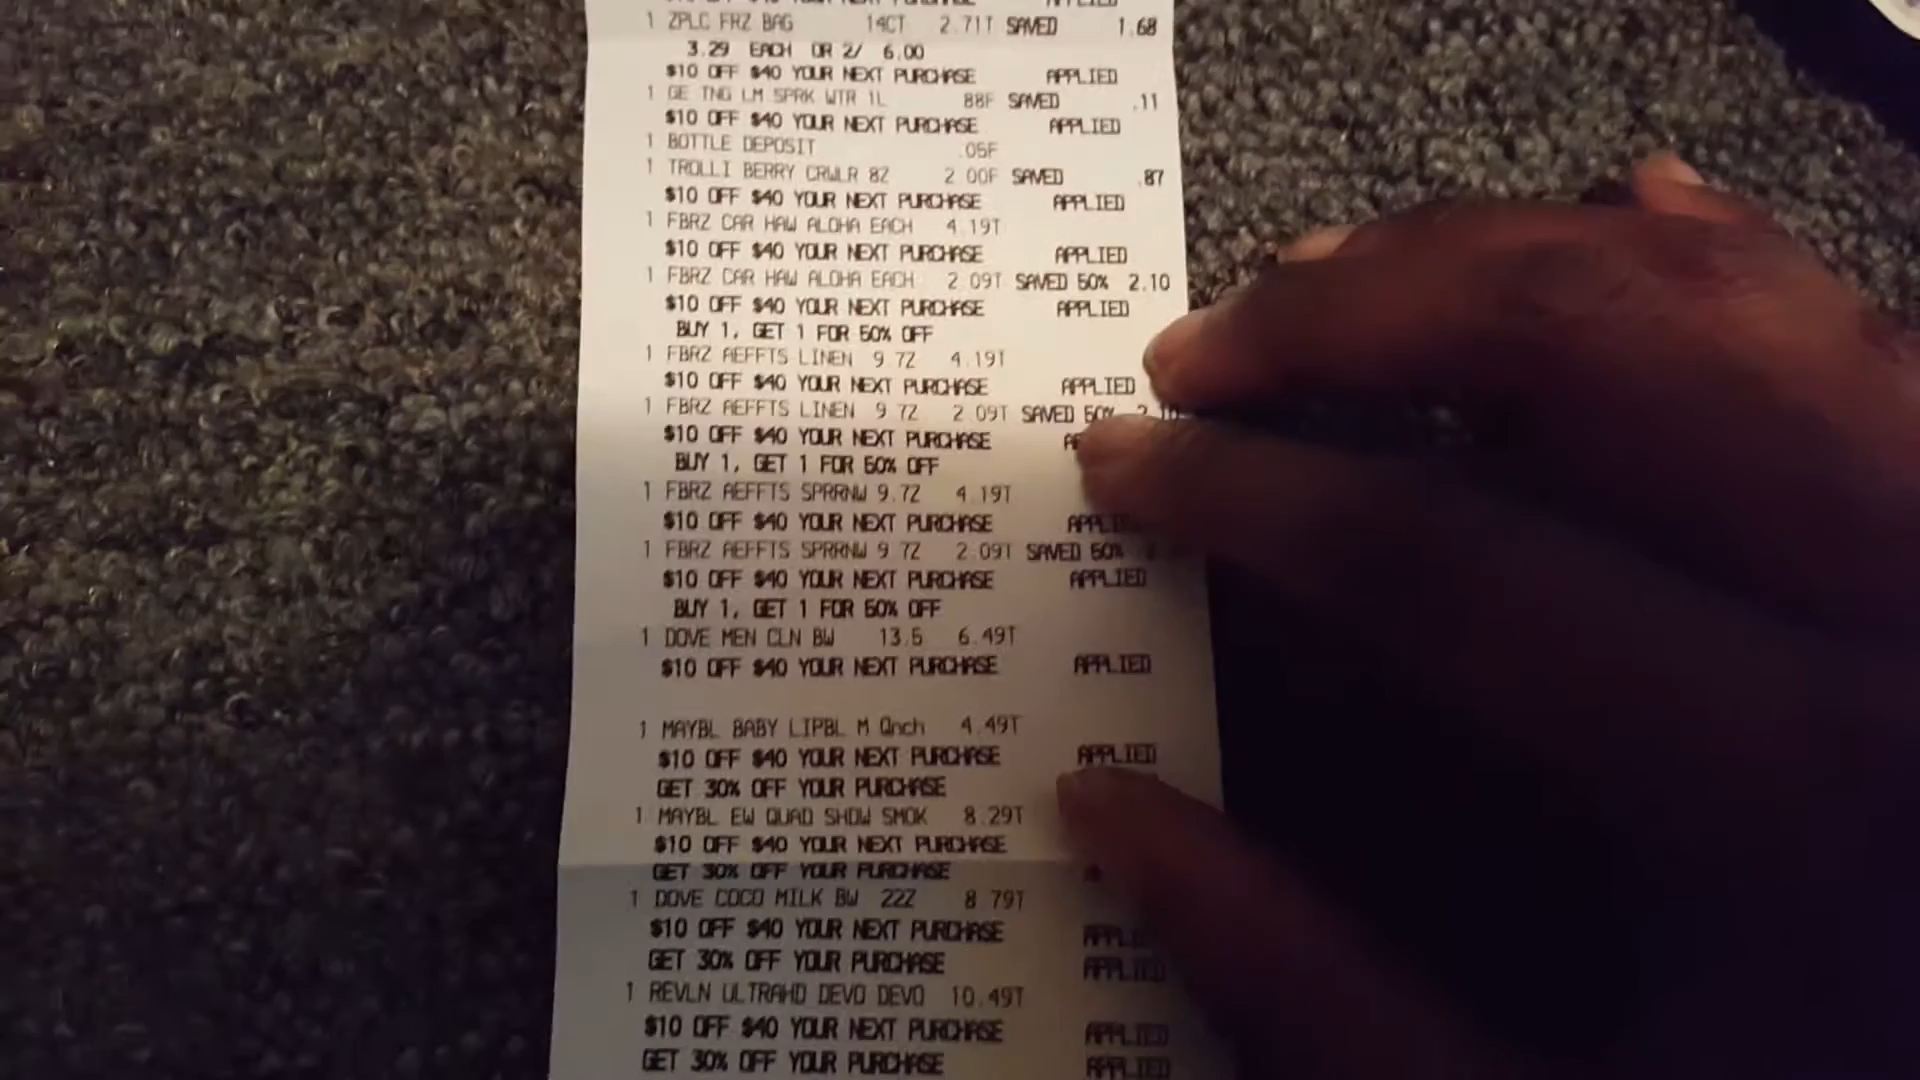 PURCHASE APPLIED
1 ZPLC FRZ BAG 14CT 2.71T SAVED 1.68
3.29 EACH OR 2/ 6.00
$10 OFF $40 YOUR NEXT PURCHASE APPLIED
1 GE TNG LM SPRK WTR 1L 88F SAVED .11
$10 OFF $40 YOUR NEXT PURCHASE APPLIED
1 BOTTLE DEPOSIT .05F
1 TROLLI BERRY CRWLR 8Z 2.00F SAVED .87
$10 OFF $40 YOUR NEXT PURCHASE APPLIED
1 FBRZ CAR HAW ALOHA EACH 4.19T
$10 OFF $40 YOUR NEXT PURCHASE APPLIED
1 FBRZ CAR HAW ALOHA EACH 2.09T SAVED 50% 2.10
$10 OFF $40 YOUR NEXT PURCHASE APPLIED
BUY 1, GET 1 FOR 50% OFF
1 FBRZ AEFFTS LINEN 9.7Z 4.19T
$10 OFF $40 YOUR NEXT PURCHASE APPLIED
1 FBRZ AEFFTS LINEN 9.7Z 2.09T SAVED 50% 2.10
$10 OFF $40 YOUR NEXT PURCHASE
BUY 1, GET 1 FOR 50% OFF
1 FBRZ AEFFTS SPRRNW 9.7Z 4.19T
$10 OFF $40 YOUR NEXT PURCHASE APPLIED
1 FBRZ AEFFTS SPRRNW 9.7Z 2.09T SAVED 50%
$10 OFF $40 YOUR NEXT PURCHASE APPLIED
BUY 1, GET 1 FOR 50% OFF
1 DOVE MEN CLN BW 13.5 6.49T
$10 OFF $40 YOUR NEXT PURCHASE APPLIED
1 MAYBL BABY LIPBL M Qnch 4.49T
$10 OFF $40 YOUR NEXT PURCHASE APPLIED
GET 30% OFF YOUR PURCHASE
1 MAYBL EW QUAD SHDW SMOK 8.29T
$10 OFF $40 YOUR NEXT PURCHASE
GET 30% OFF YOUR PURCHASE
1 DOVE COCO MILK BW 22Z 8.79T
$10 OFF $40 YOUR NEXT PURCHASE APPLIED
GET 30% OFF YOUR PURCHASE APPLIED
1 REVLN ULTRAHD DEVO DEVO 10.49T
$10 OFF $40 YOUR NEXT PURCHASE APPLIED
GET 30% OFF YOUR PURCHASE APPLIED